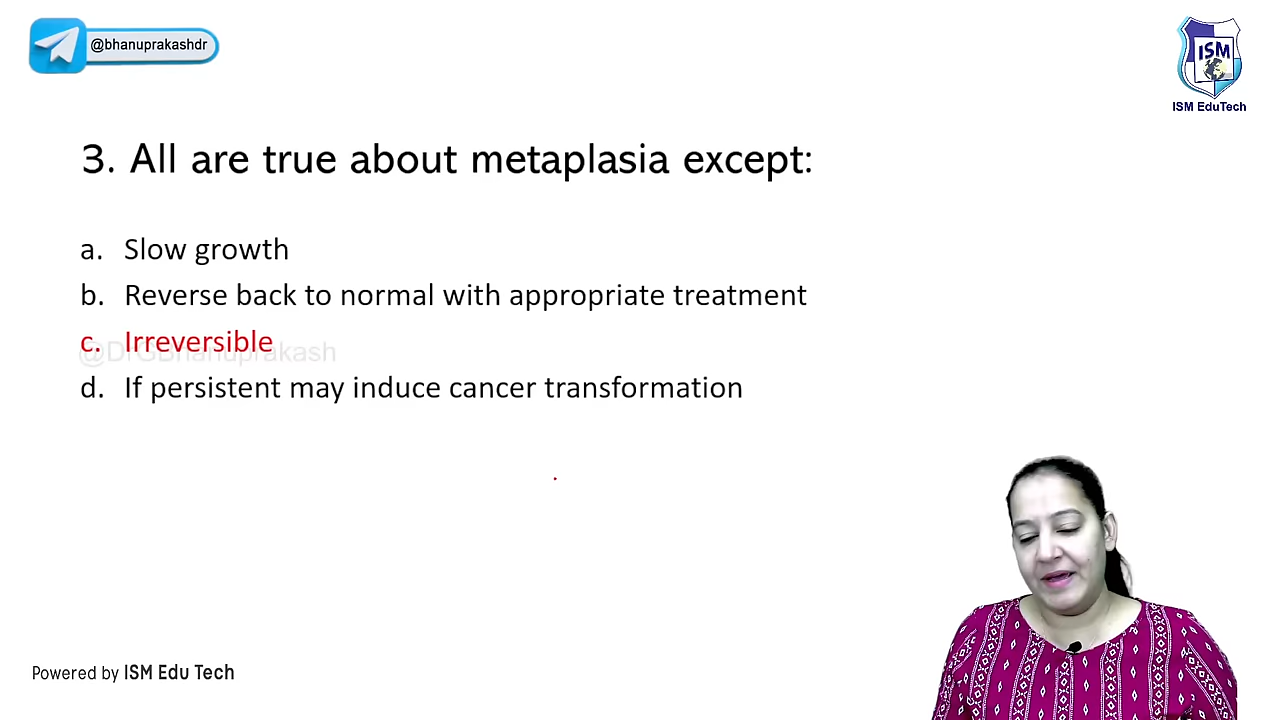 @bhanuprakashdr
ISM
ISM EduTech
3. All are true about metaplasia except:
a. Slow growth
b. Reverse back to normal with appropriate treatment
c. Irreversible
@DrGBhanuprakash
d. If persistent may induce cancer transformation
Powered by ISM Edu Tech